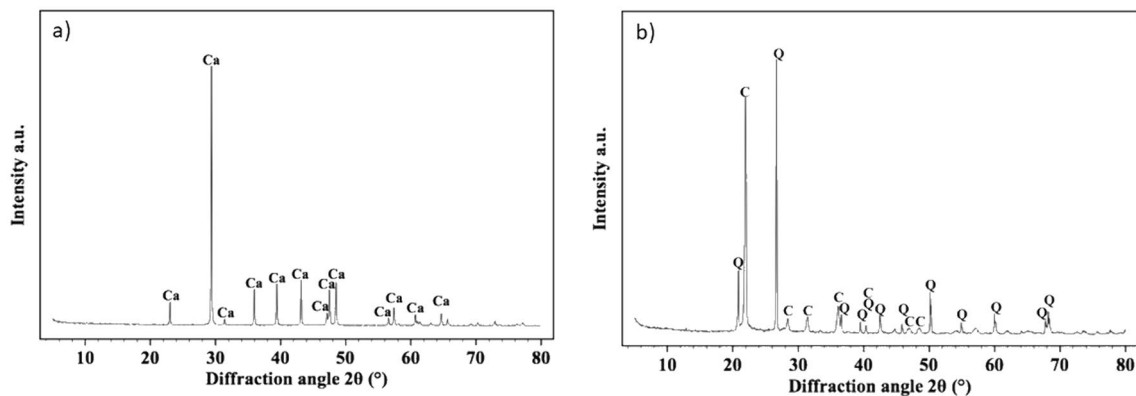 a)
Intensity a.u.
Ca
Ca
Ca
Ca
Ca
Ca
Ca
Ca
Ca
Ca
Ca
Ca
Ca
10 20 30 40 50 60 70 80
Diffraction angle 2θ (°)
b)
Intensity a.u.
Q
C
Q
C
C
C
Q
Q
C
Q
Q
Q
C
C
Q
Q
Q
Q
Q
10 20 30 40 50 60 70 80
Diffraction angle 2θ (°)